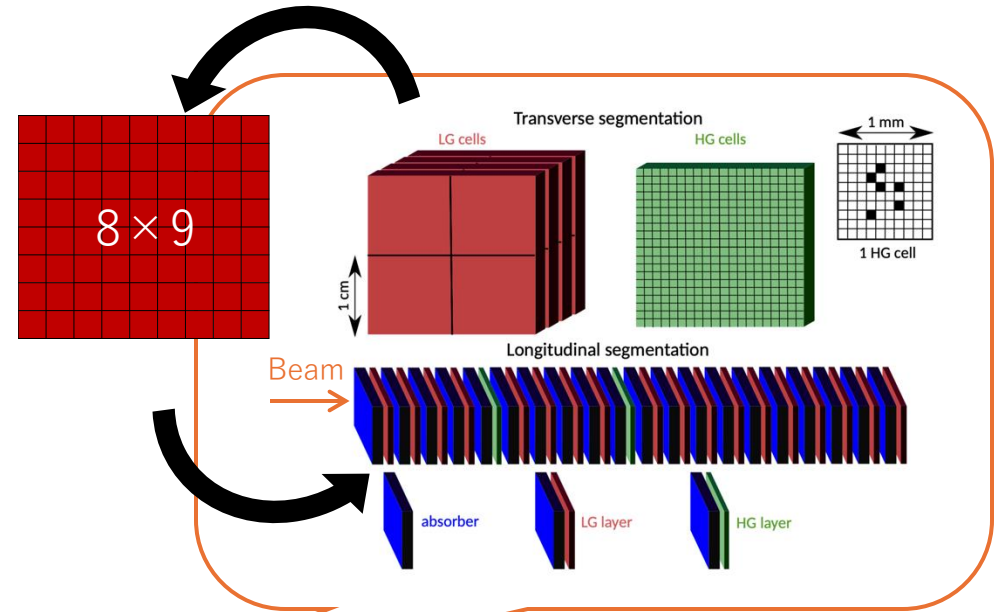 Transverse segmentation
LG cells
HG cells
1 mm
8×9
1 HG cell
1 cm
Longitudinal segmentation
Beam
absorber
LG layer
HG layer